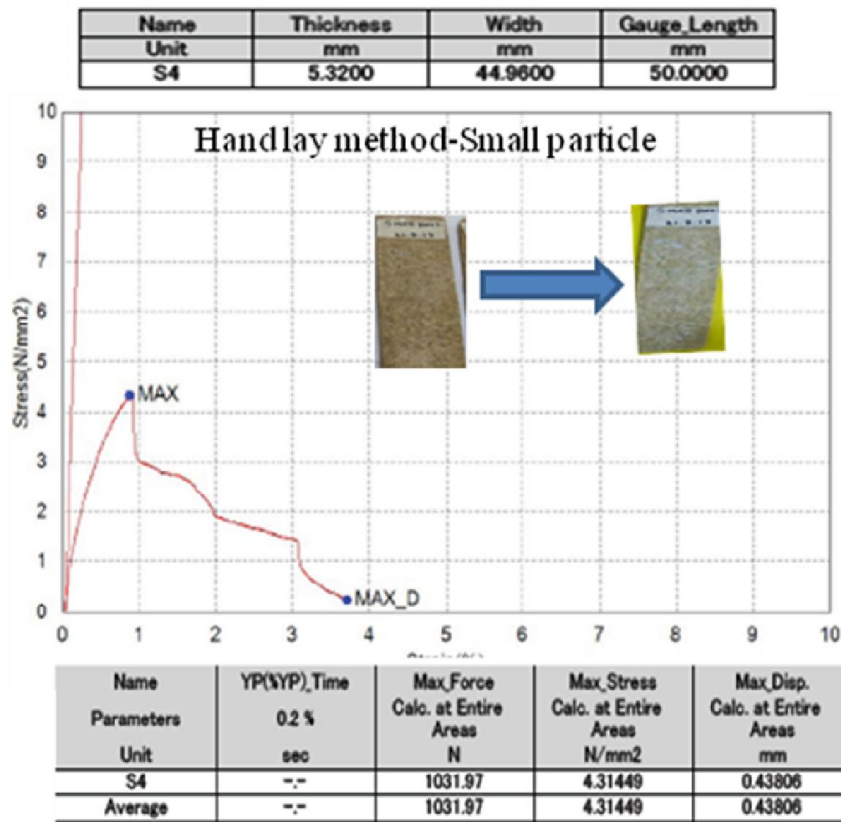 Name Thickness Width Gauge_Length
Unit mm mm mm
S4 5.3200 44.9600 50.0000
Hand lay method-Small particle
10
9
8
7
6
5
4
3
2
1
0
Stress(N/mm2)
MAX
MAX_D
0 1 2 3 4 5 6 7 8 9 10
Name YP(%YP)_Time Max_Force Max_Stress Max_Disp.
Parameters 0.2 % Calc. at Entire Areas Calc. at Entire Areas Calc. at Entire Areas
Unit sec N N/mm2 mm
S4 -.- 1031.97 4.31449 0.43806
Average -.- 1031.97 4.31449 0.43806